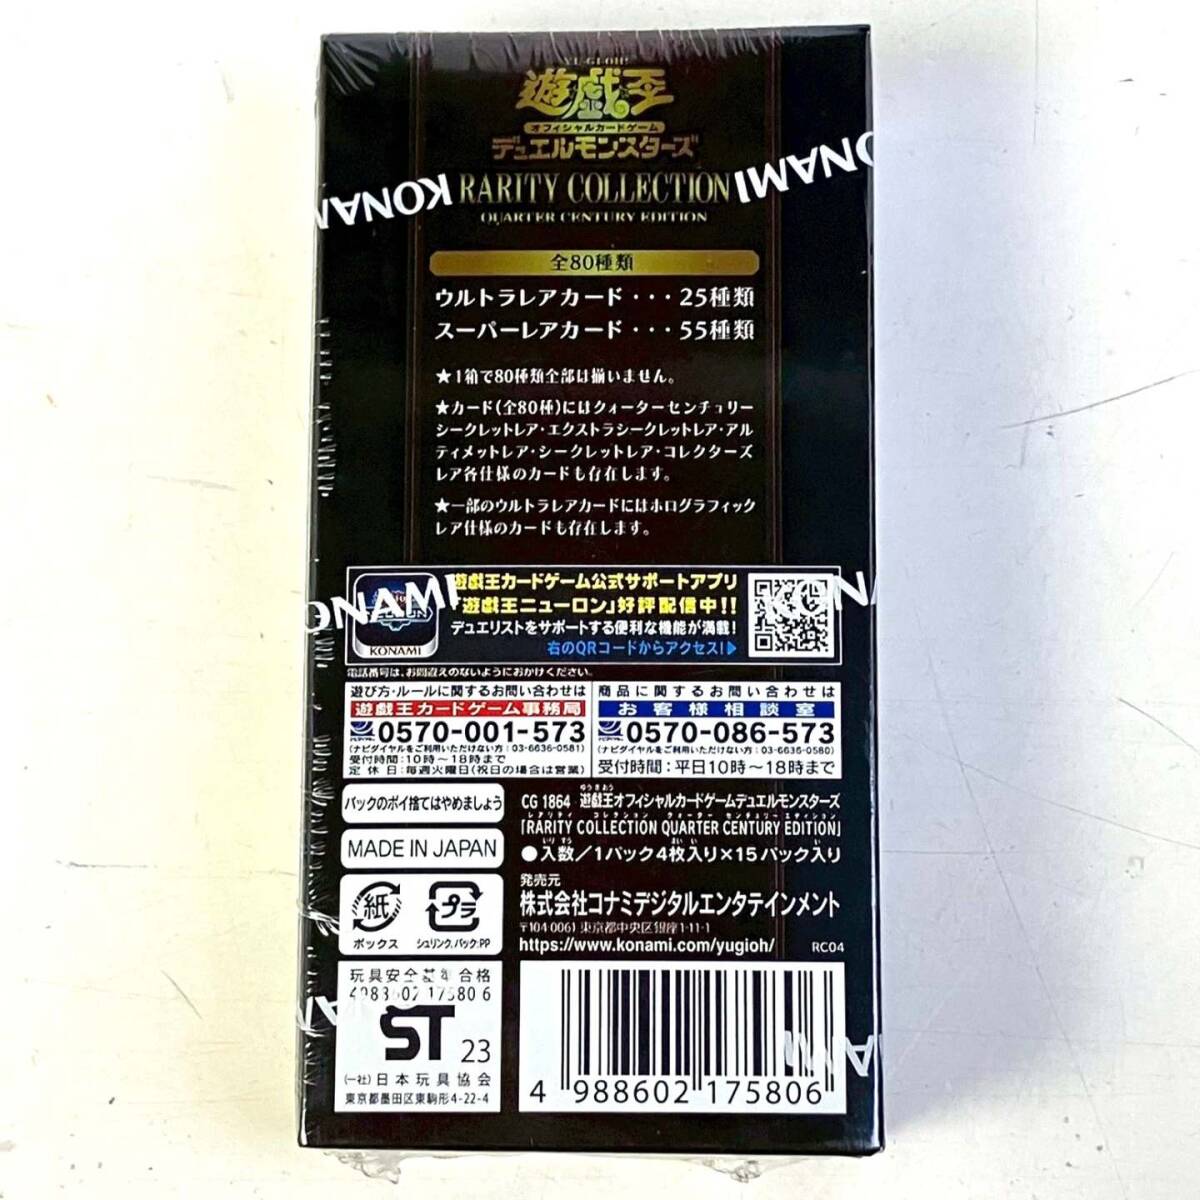 YU-GI-OH!
遊戯王
オフィシャルカードゲーム
デュエルモンスターズ
KONAMI
KONAMI
RARITY COLLECTION
QUARTER CENTURY EDITION
全80種類
ウルトラレアカード・・・25種類
スーパーレアカード・・・55種類
★1箱で80種類全部は揃いません。
★カード(全80種)にはクォーターセンチュリー
シークレットレア・エクストラシークレットレア・アル
ティメットレア・シークレットレア・コレクターズ
レア各仕様のカードも存在します。
★一部のウルトラレアカードにはホログラフィック
レア仕様のカードも存在します。
KONAMI
KONAMI
遊戯王カードゲーム公式サポートアプリ
「遊戯王ニューロン」好評配信中!!
デュエリストをサポートする便利な機能が満載!
右のQRコードからアクセス!▶
KONAMI
電話番号は、お間違えのないようにおかけください。
遊び方・ルールに関するお問い合わせは
遊戯王カードゲーム事務局
0570-001-573
(ナビダイヤルをご利用いただけない方:03-6636-0581)
受付時間:10時〜18時まで
定休日:毎週火曜日(祝日の場合は営業)
商品に関するお問い合わせは
お客様相談室
0570-086-573
(ナビダイヤルをご利用いただけない方:03-6636-0580)
受付時間:平日10時〜18時まで
パックのポイ捨てはやめましょう
MADE IN JAPAN
紙
ボックス
プラ
シュリンク,パック:PP
CG 1864 遊戯王オフィシャルカードゲームデュエルモンスターズ
「RARITY COLLECTION QUARTER CENTURY EDITION」
●入数/1パック4枚入り×15パック入り
発売元
株式会社コナミデジタルエンタテインメント
〒104-0061 東京都中央区銀座1-11-1
https://www.konami.com/yugioh/ RC04
玩具安全基準合格
4988602 17580 6
ST 23
(一社)日本玩具協会
東京都墨田区東駒形4-22-4
4 988602 175806